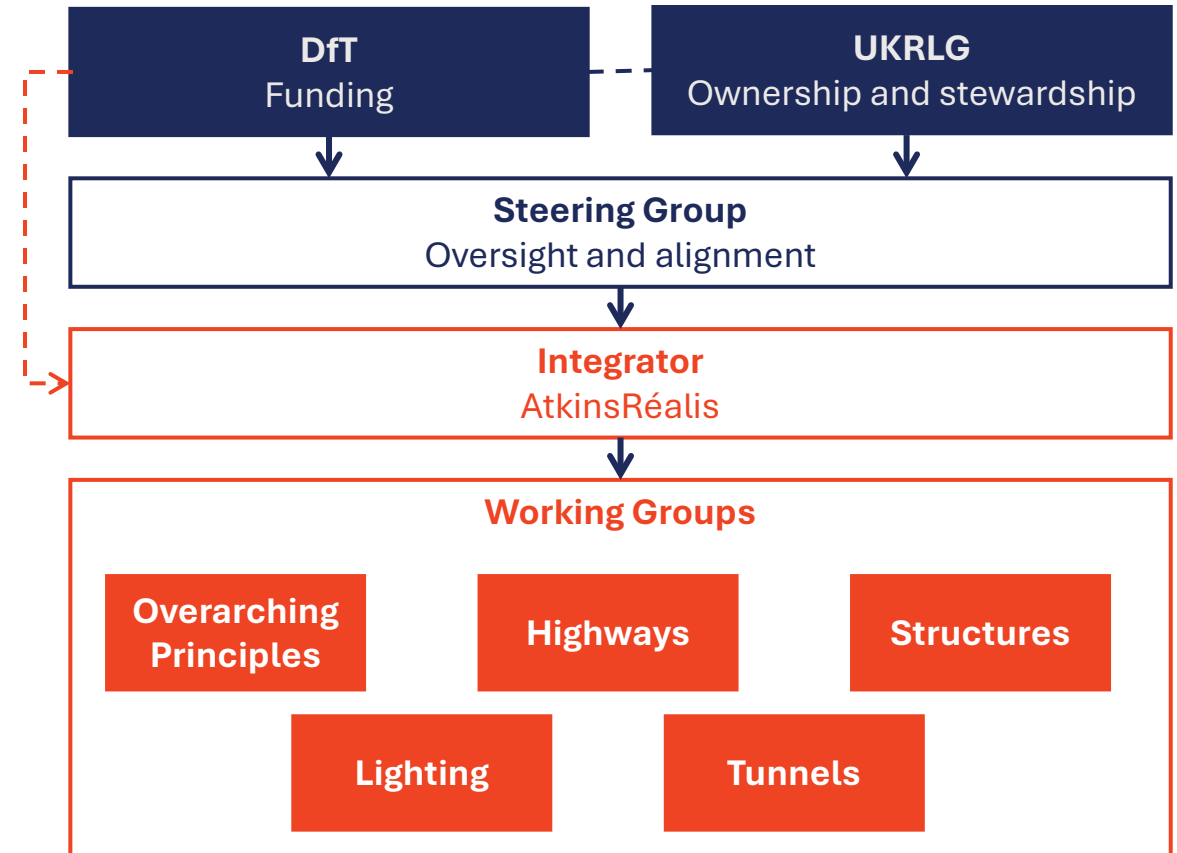 DfT
Funding
UKRLG
Ownership and stewardship
Steering Group
Oversight and alignment
Integrator
AtkinsRéalis
Working Groups
Overarching
Principles
Highways
Structures
Lighting
Tunnels